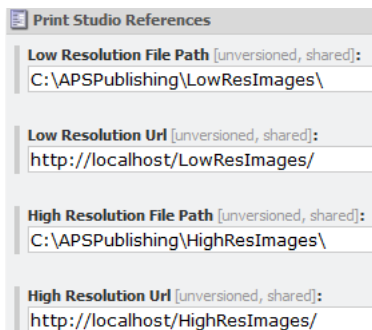 Print Studio References
Low Resolution File Path [unversioned, shared]:
C:\APSPublishing\LowResImages\
Low Resolution Url [unversioned, shared]:
http://localhost/LowResImages/
High Resolution File Path [unversioned, shared]:
C:\APSPublishing\HighResImages\
High Resolution Url [unversioned, shared]:
http://localhost/HighResImages/